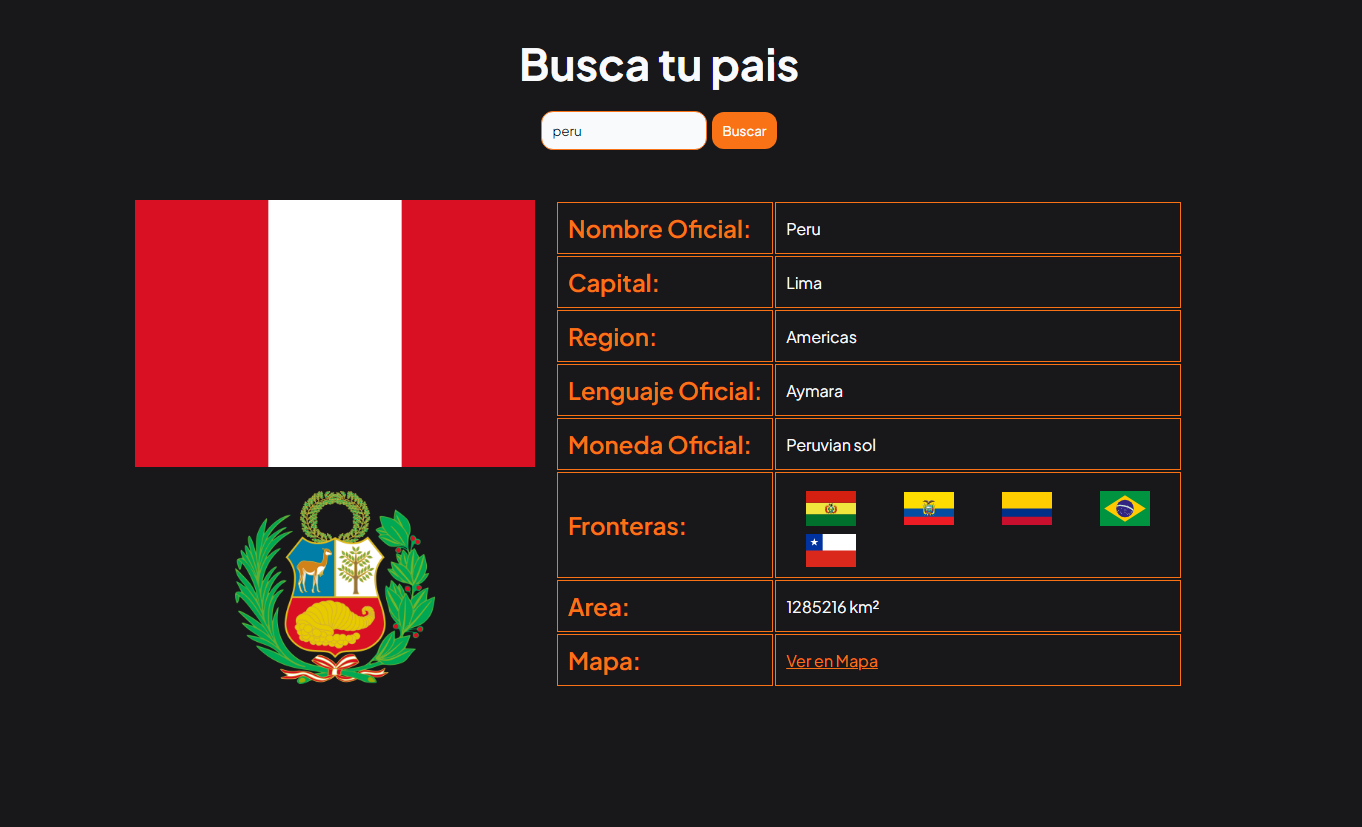 Busca tu pais
peru Buscar
Nombre Oficial: Peru
Capital: Lima
Region: Americas
Lenguaje Oficial: Aymara
Moneda Oficial: Peruvian sol
Fronteras:
Area: 1285216 km²
Mapa: Ver en Mapa